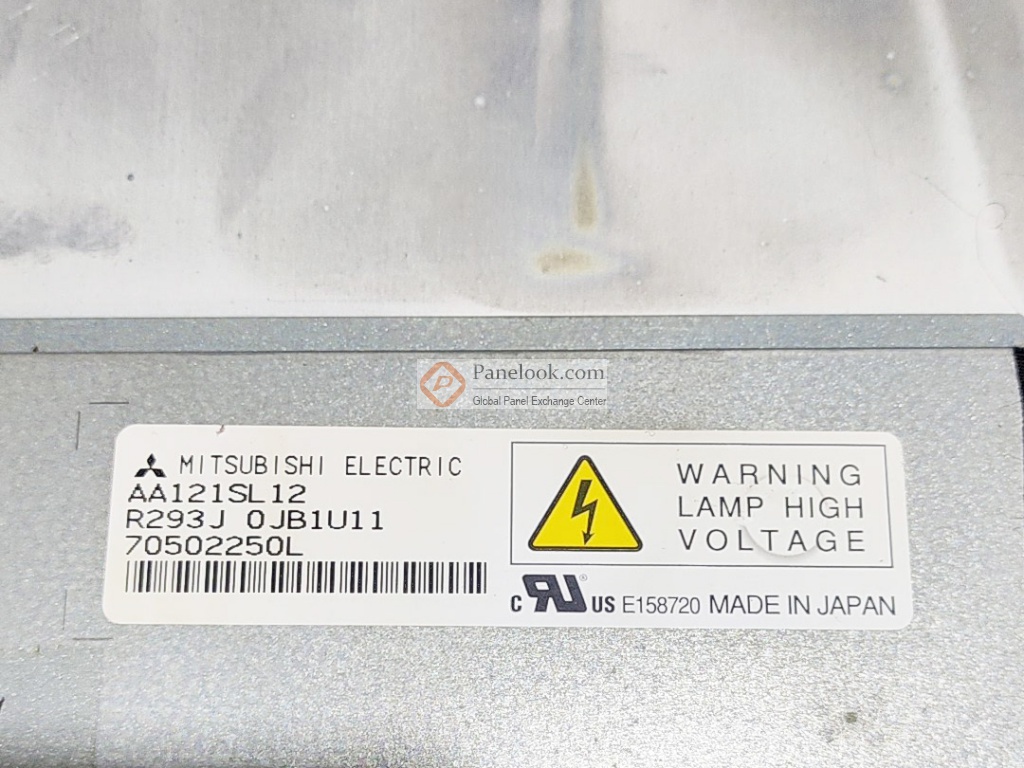 Panelook.com
Global Panel Exchange Center
MITSUBISHI ELECTRIC
AA121SL12
R293J 0JB1U11
70502250L
WARNING
LAMP HIGH
VOLTAGE
C RU ® US E158720 MADE IN JAPAN